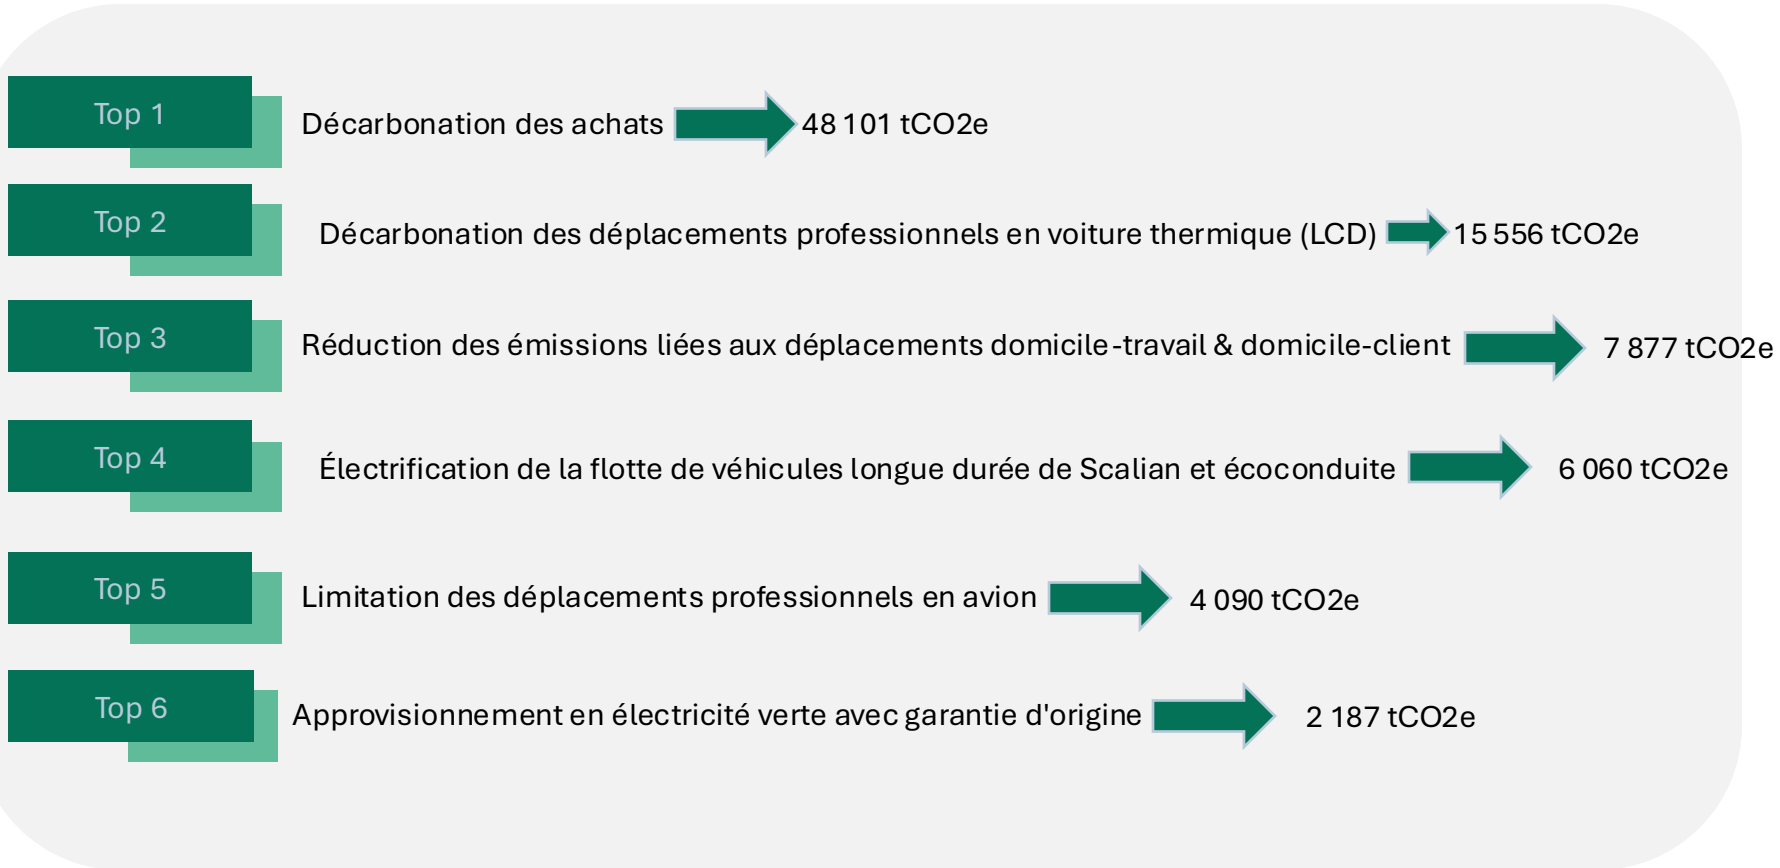 Top 1
Décarbonation des achats 48 101 tCO2e
Top 2
Décarbonation des déplacements professionnels en voiture thermique (LCD) 15 556 tCO2e
Top 3
Réduction des émissions liées aux déplacements domicile-travail & domicile-client 7 877 tCO2e
Top 4
Électrification de la flotte de véhicules longue durée de Scalian et écoconduite 6 060 tCO2e
Top 5
Limitation des déplacements professionnels en avion 4 090 tCO2e
Top 6
Approvisionnement en électricité verte avec garantie d'origine 2 187 tCO2e